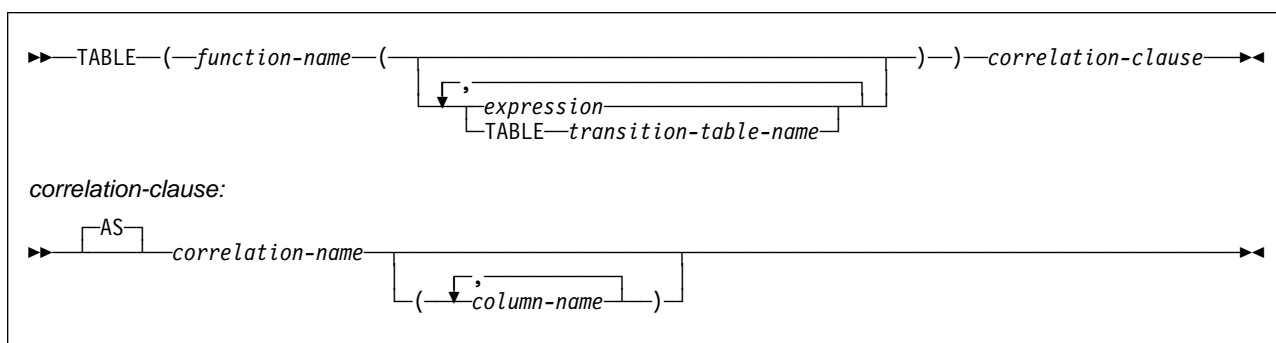 TABLE ( function-name ( ) ) correlation-clause
,
expression
TABLE transition-table-name
correlation-clause:
AS
correlation-name
,
( column-name )